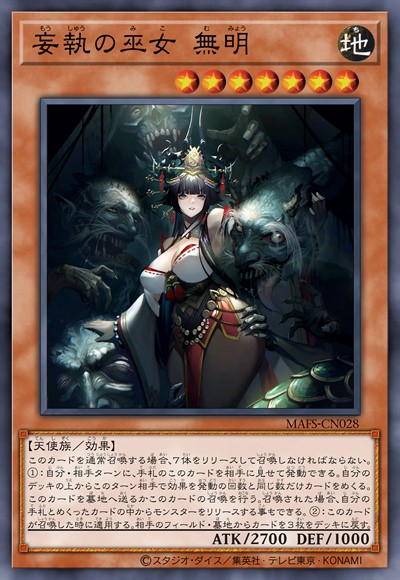 妄執の巫女 無明
地
MAFS-CN028
【天使族/効果】
このカードを通常召喚する場合、7体をリリースして召喚しなければならない。
①:自分・相手ターンに、手札のこのカードを相手に見せて発動できる。自分の
デッキの上からこのターン相手が効果を発動の回数と同じ数だけカードをめくる。
このカードを墓地へ送るかこのカードの召喚を行う。召喚された場合、自分の
手札とめくったカードの中からモンスターをリリースする事もできる。②:このカード
が召喚した時に適用する。相手のフィールド・墓地からカードを3枚をデッキに戻す。
ATK/2700 DEF/1000
©スタジオ・ダイス/集英社・テレビ東京・KONAMI